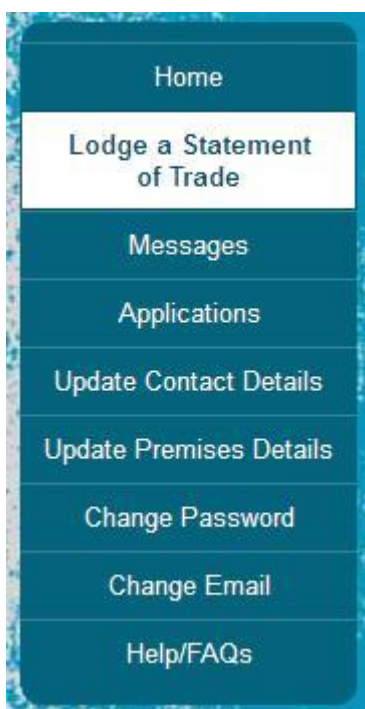 Home
Lodge a Statement
of Trade
Messages
Applications
Update Contact Details
Update Premises Details
Change Password
Change Email
Help/FAQs